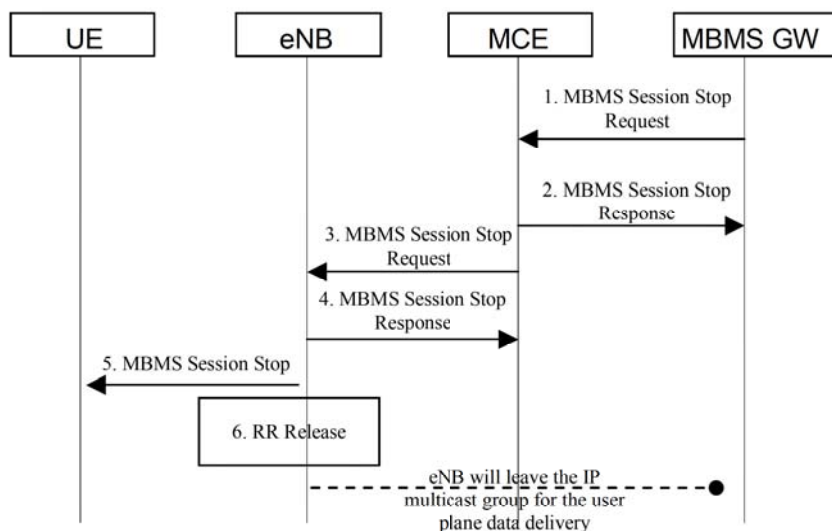 UE eNB MCE MBMS GW
1. MBMS Session Stop
Request
2. MBMS Session Stop
Response
3. MBMS Session Stop
Request
4. MBMS Session Stop
Response
5. MBMS Session Stop
6. RR Release
eNB will leave the IP
multicast group for the user
plane data delivery